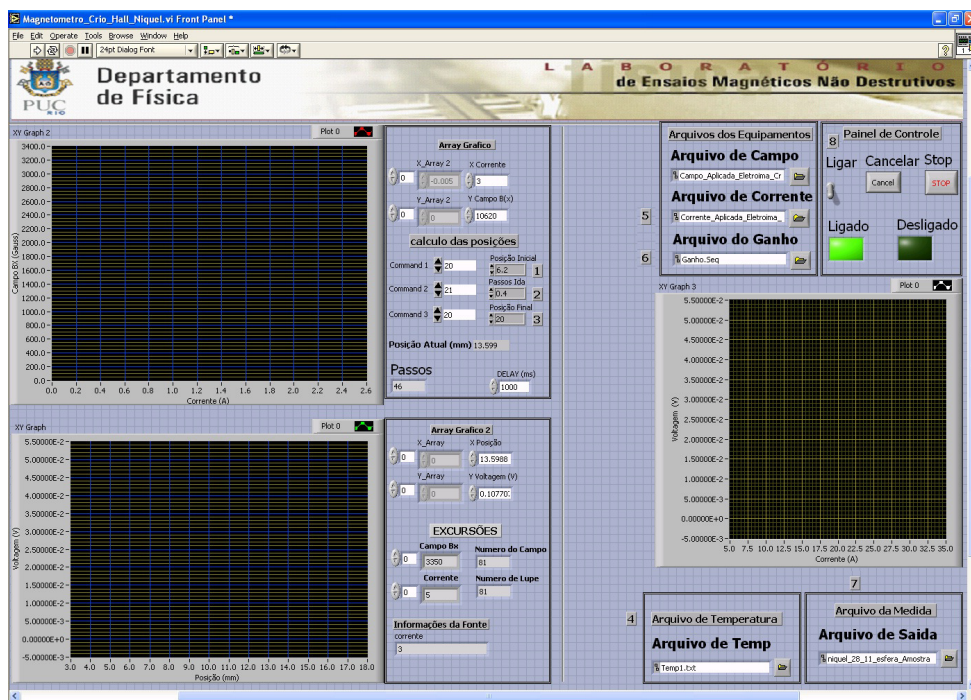 Magnetometro_Crio_Hall_Niquel.vi Front Panel *
File Edit Operate Tools Browse Window Help
24pt Dialog Font
PUC
RIO
Departamento
de Física
LABORATÓRIO
de Ensaios Magnéticos Não Destrutivos
XY Graph 2
Plot 0
Campo BX (Gauss)
3400.0
3200.0
3000.0
2800.0
2600.0
2400.0
2200.0
2000.0
1800.0
1600.0
1400.0
1200.0
1000.0
800.0
600.0
400.0
200.0
0.0
0.0 0.2 0.4 0.6 0.8 1.0 1.2 1.4 1.6 1.8 2.0 2.2 2.4 2.6
Corrente (A)
Array Grafico
X_Array 2 X Corrente
0 -0.005 3
Y_Array 2 Y Campo B(x)
0 0 10620
calculo das posições
Command 1 20 Posição Inicial 6.2 1
Command 2 21 Passos Ida 0.4 2
Command 3 20 Posição Final 20 3
Posição Atual (mm) 13.599
Passos
46
DELAY (ms)
1000
XY Graph
Plot 0
Voltagem (V)
5.50000E-2
5.00000E-2
4.50000E-2
4.00000E-2
3.50000E-2
3.00000E-2
2.50000E-2
2.00000E-2
1.50000E-2
1.00000E-2
5.00000E-3
0.00000E+0
-5.00000E-3
3.0 4.0 5.0 6.0 7.0 8.0 9.0 10.0 11.0 12.0 13.0 14.0 15.0 16.0 17.0 18.0
Posição (mm)
Array Grafico 2
X_Array X Posição
0 0 13.5988
Y_Array Y Voltagem (V)
0 0 0.10770
EXCURSÕES
Campo Bx Numero do Campo
0 3350 81
Corrente Numero de Lupe
0 5 81
Informações da Fonte
corrente
3
Arquivos dos Equipamentos
Arquivo de Campo
Campo_Aplicada_Eletroima_Cr
Arquivo de Corrente
5 Corrente_Aplicada_Eletroima_
Arquivo do Ganho
6 Ganho.Seq
8 Painel de Controle
Ligar Cancelar Stop
Cancel STOP
Ligado Desligado
XY Graph 3
Plot 0
Voltagem (V)
5.50000E-2
5.00000E-2
4.50000E-2
4.00000E-2
3.50000E-2
3.00000E-2
2.50000E-2
2.00000E-2
1.50000E-2
1.00000E-2
5.00000E-3
0.00000E+0
-5.00000E-3
5.0 7.5 10.0 12.5 15.0 17.5 20.0 22.5 25.0 27.5 30.0 32.5 35.0
Corrente (A)
7
4 Arquivo de Temperatura
Arquivo de Temp
Temp1.txt
Arquivo da Medida
Arquivo de Saida
niquel_28_11_esfera_Amostra